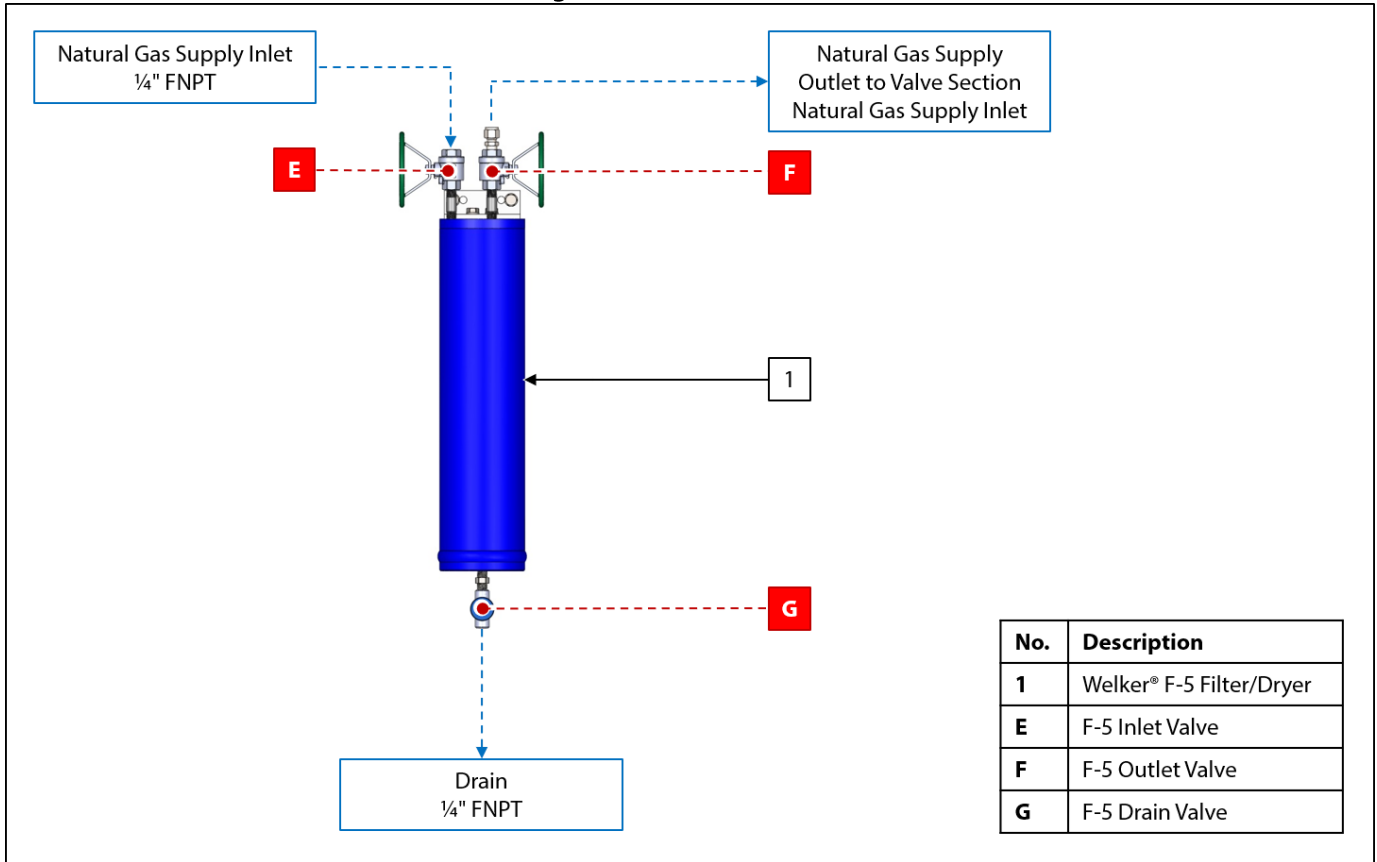 Natural Gas Supply Inlet
¼" FNPT
Natural Gas Supply
Outlet to Valve Section
Natural Gas Supply Inlet
E
F
1
G
Drain
¼" FNPT
No. Description
1 Welker® F-5 Filter/Dryer
E F-5 Inlet Valve
F F-5 Outlet Valve
G F-5 Drain Valve